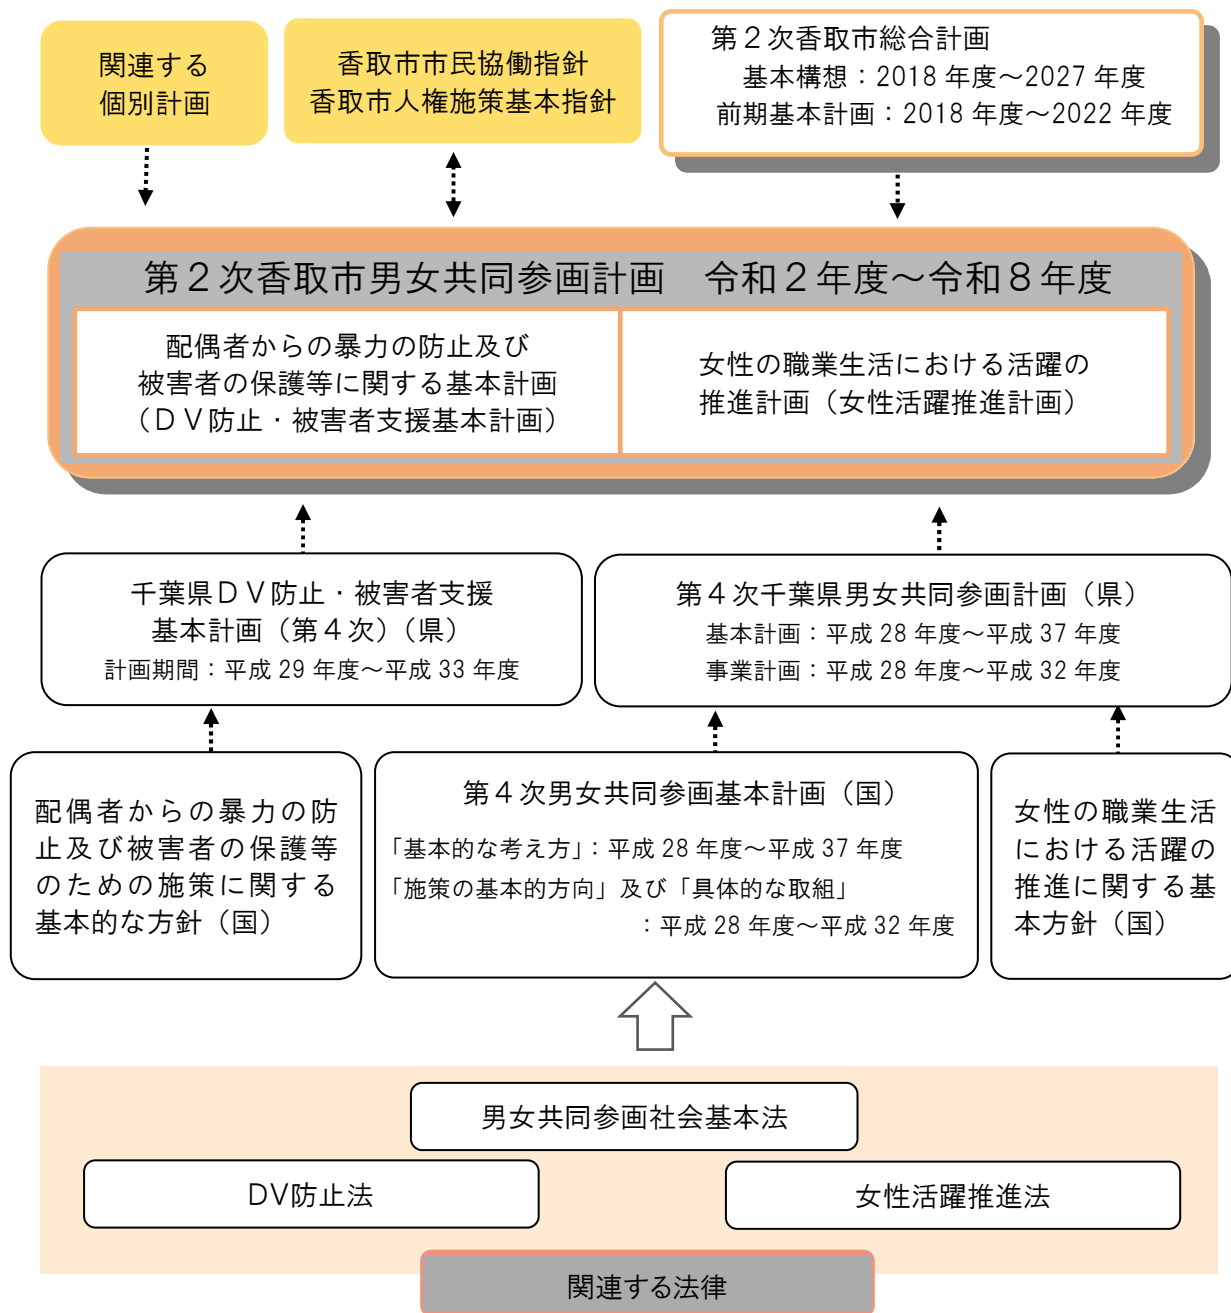 関連する
個別計画
香取市市民協働指針
香取市人権施策基本指針
第２次香取市総合計画
基本構想：2018 年度～2027 年度
前期基本計画：2018 年度～2022 年度
第２次香取市男女共同参画計画　令和２年度～令和８年度
配偶者からの暴力の防止及び
被害者の保護等に関する基本計画
（ＤＶ防止・被害者支援基本計画）
女性の職業生活における活躍の
推進計画（女性活躍推進計画）
千葉県ＤＶ防止・被害者支援
基本計画（第４次）（県）
計画期間：平成 29 年度～平成 33 年度
第４次千葉県男女共同参画計画（県）
基本計画：平成 28 年度～平成 37 年度
事業計画：平成 28 年度～平成 32 年度
配偶者からの暴力の防
止及び被害者の保護等
のための施策に関する
基本的な方針（国）
第４次男女共同参画基本計画（国）
「基本的な考え方」：平成 28 年度～平成 37 年度
「施策の基本的方向」及び「具体的な取組」
：平成 28 年度～平成 32 年度
女性の職業生活
における活躍の
推進に関する基
本方針（国）
男女共同参画社会基本法
DV防止法
女性活躍推進法
関連する法律